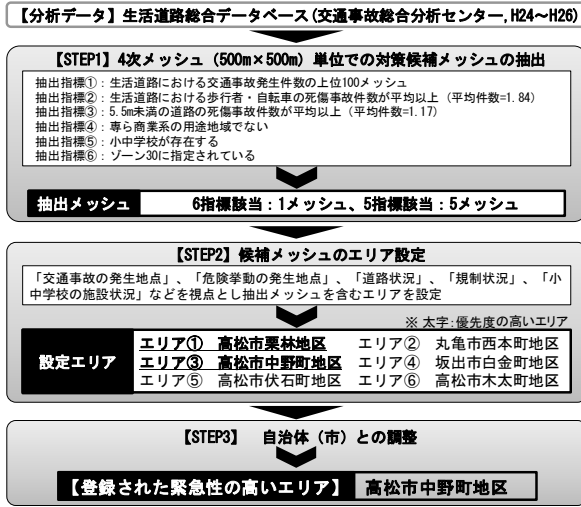 【分析データ】生活道路総合データベース(交通事故総合分析センター,H24～H26)
【STEP1】4次メッシュ（500m×500m）単位での対策候補メッシュの抽出
抽出指標①：生活道路における交通事故発生件数の上位100メッシュ
抽出指標②：生活道路における歩行者・自転車の死傷事故件数が平均以上（平均件数=1.84）
抽出指標③：5.5m未満の道路の死傷事故件数が平均以上（平均件数=1.17）
抽出指標④：専ら商業系の用途地域でない
抽出指標⑤：小中学校が存在する
抽出指標⑥：ゾーン30に指定されている
抽出メッシュ 6指標該当：1メッシュ、5指標該当：5メッシュ
【STEP2】候補メッシュのエリア設定
「交通事故の発生地点」、「危険挙動の発生地点」、「道路状況」、「規制状況」、「小
中学校の施設状況」などを視点とし抽出メッシュを含むエリアを設定
※ 太字：優先度の高いエリア
設定エリア
エリア① 高松市栗林地区 エリア② 丸亀市西本町地区
エリア③ 高松市中野町地区 エリア④ 坂出市白金町地区
エリア⑤ 高松市伏石町地区 エリア⑥ 高松市木太町地区
【STEP3】 自治体（市）との調整
【登録された緊急性の高いエリア】 高松市中野町地区